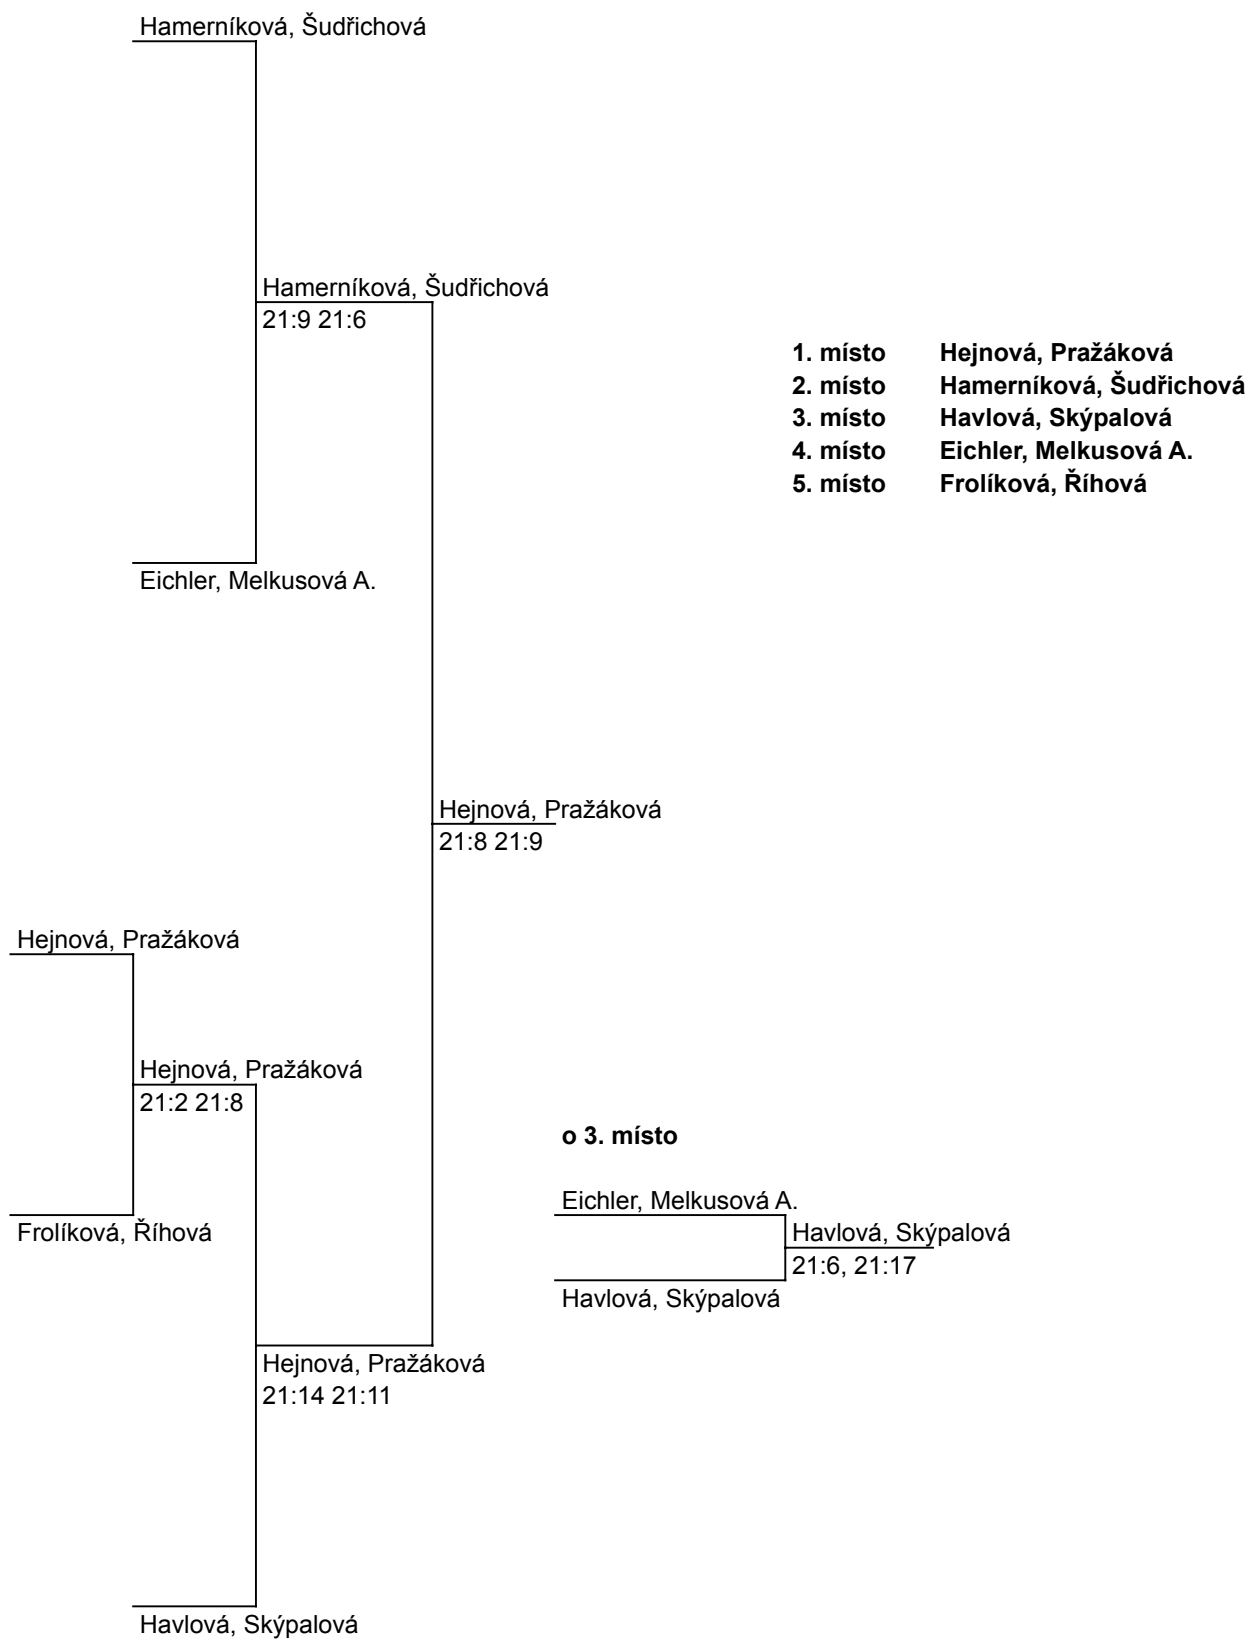 Hamerníková, Šudřichová
Hamerníková, Šudřichová
21:9 21:6
1. místo Hejnová, Pražáková
2. místo Hamerníková, Šudřichová
3. místo Havlová, Skýpalová
4. místo Eichler, Melkusová A.
5. místo Frolíková, Říhová
Eichler, Melkusová A.
Hejnová, Pražáková
21:8 21:9
Hejnová, Pražáková
Hejnová, Pražáková
21:2 21:8
o 3. místo
Eichler, Melkusová A.
Frolíková, Říhová
Havlová, Skýpalová
21:6, 21:17
Havlová, Skýpalová
Hejnová, Pražáková
21:14 21:11
Havlová, Skýpalová